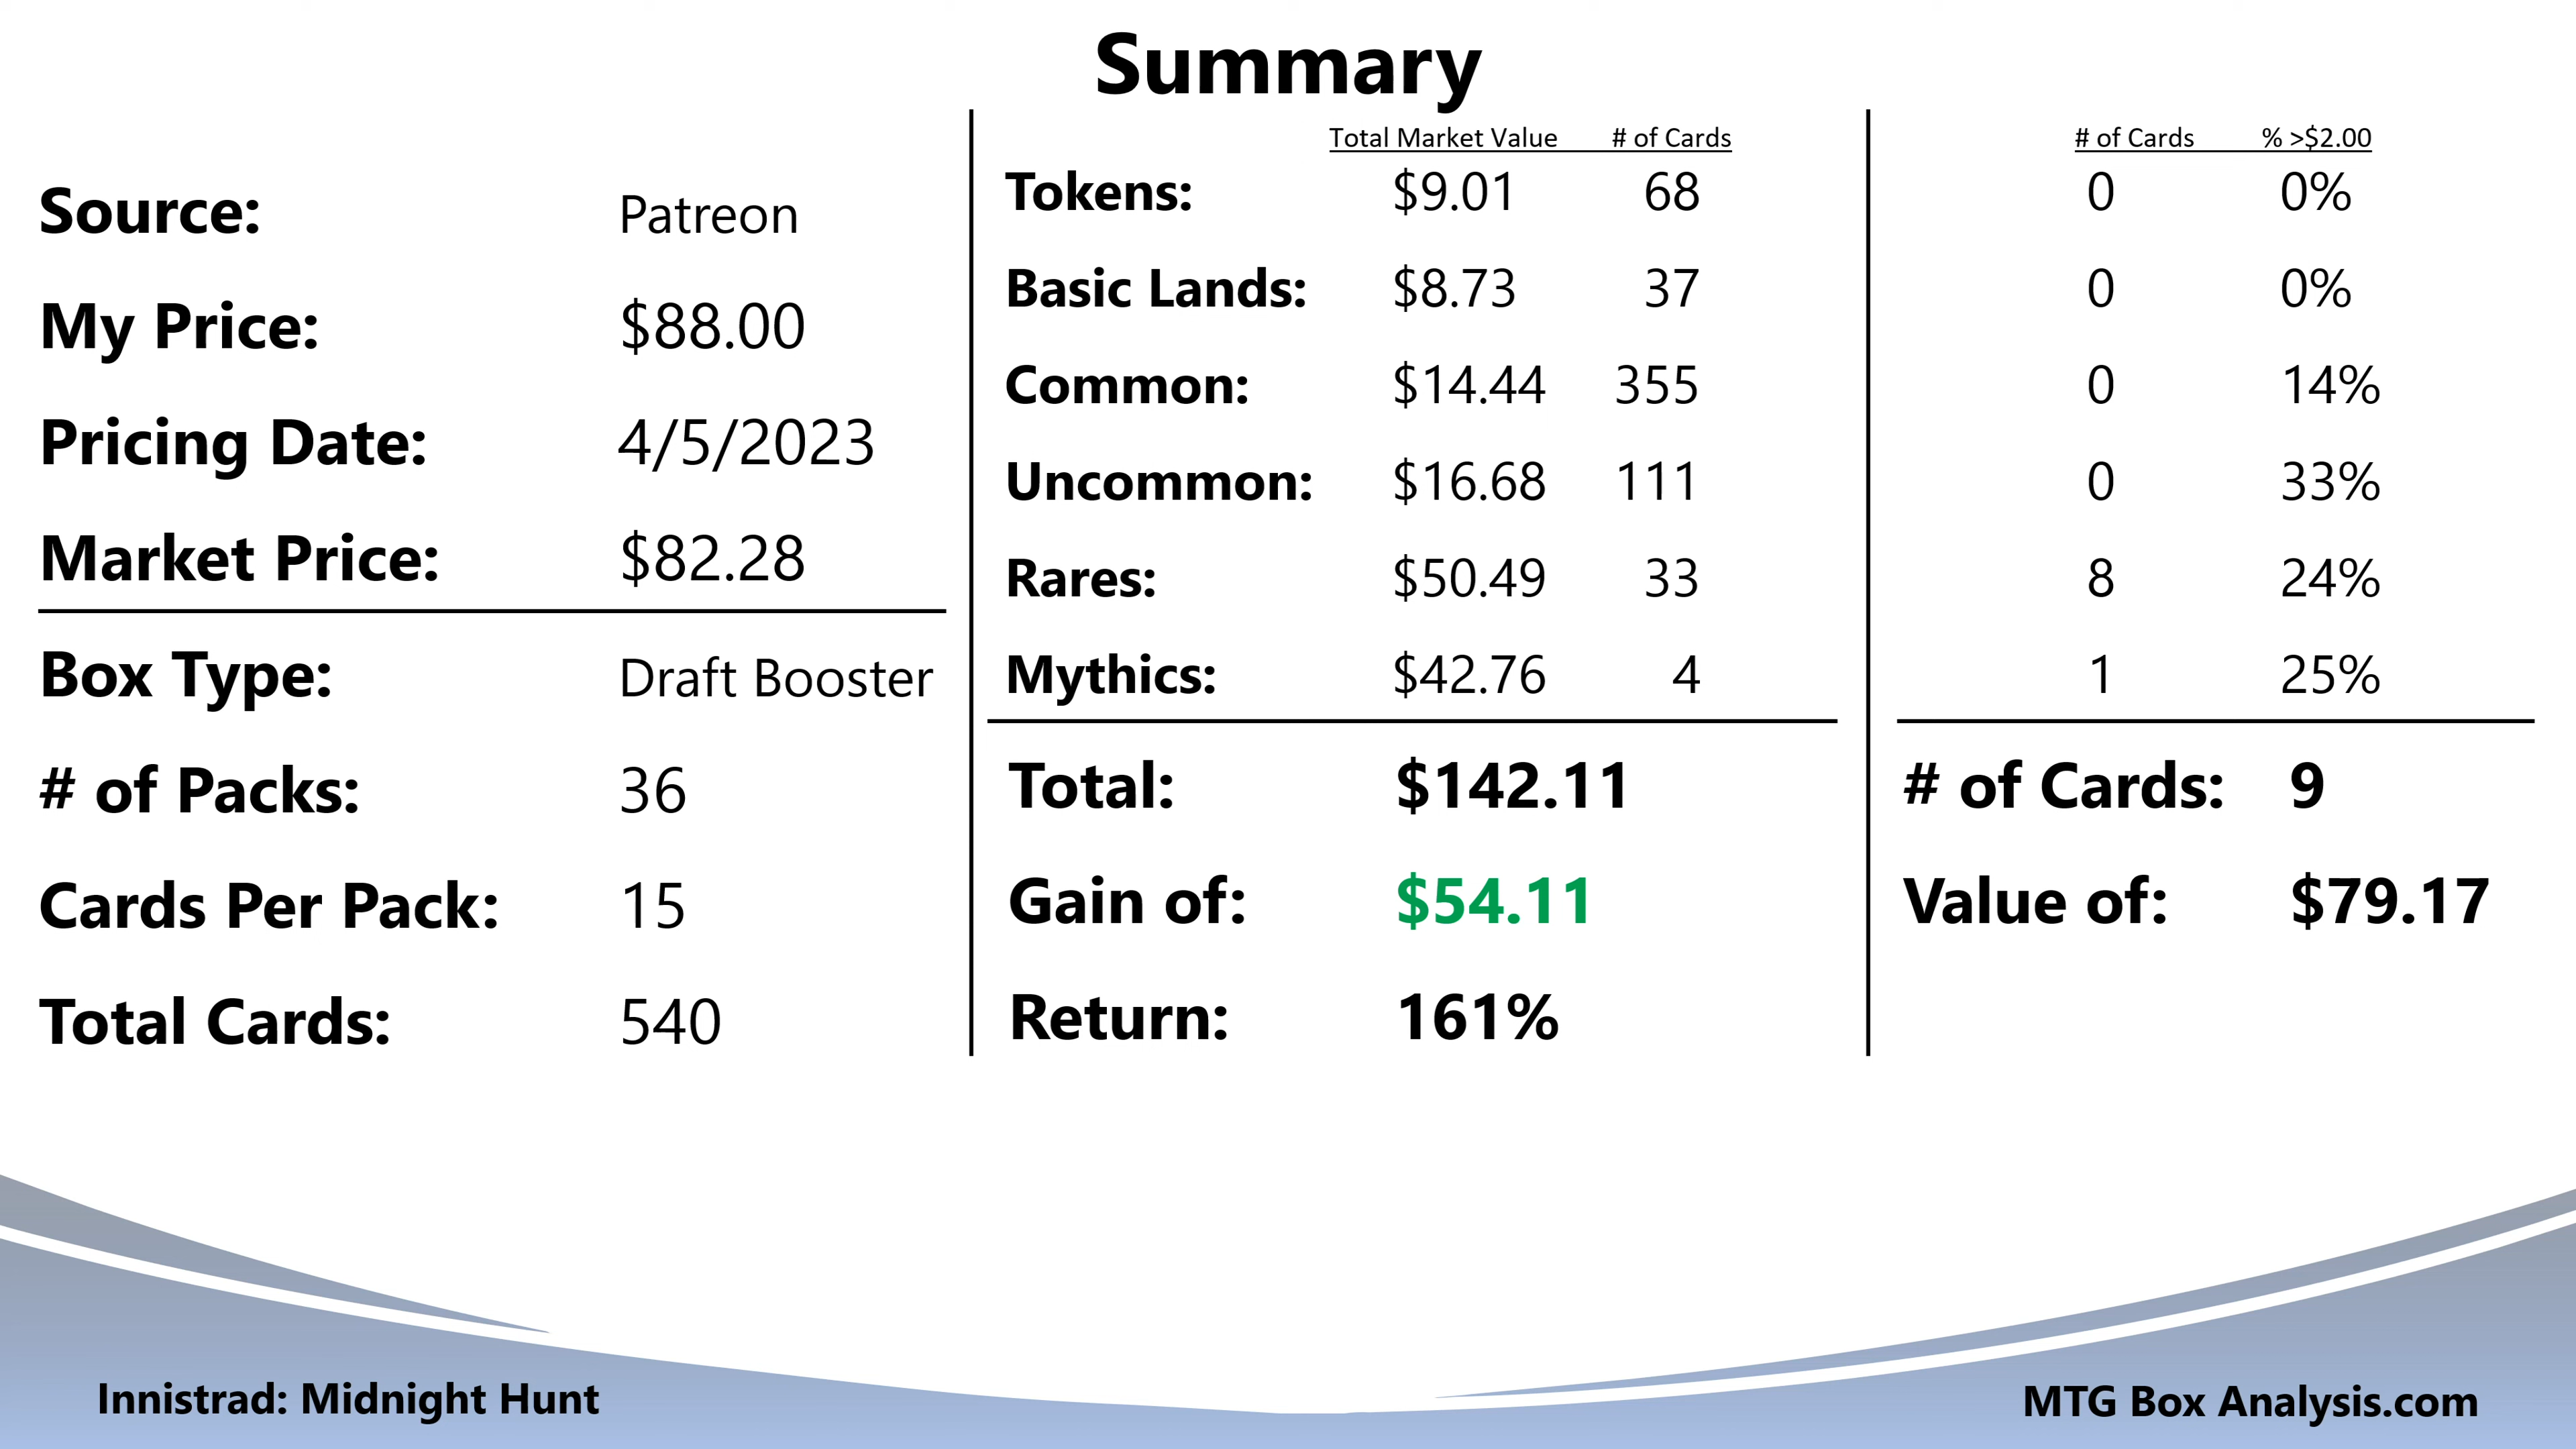 Summary
Source: Patreon
My Price: $88.00
Pricing Date: 4/5/2023
Market Price: $82.28
Box Type: Draft Booster
# of Packs: 36
Cards Per Pack: 15
Total Cards: 540
Total Market Value # of Cards
Tokens: $9.01 68
Basic Lands: $8.73 37
Common: $14.44 355
Uncommon: $16.68 111
Rares: $50.49 33
Mythics: $42.76 4
Total: $142.11
Gain of: $54.11
Return: 161%
# of Cards % >$2.00
0 0%
0 0%
0 14%
0 33%
8 24%
1 25%
# of Cards: 9
Value of: $79.17
Innistrad: Midnight Hunt
MTG Box Analysis.com